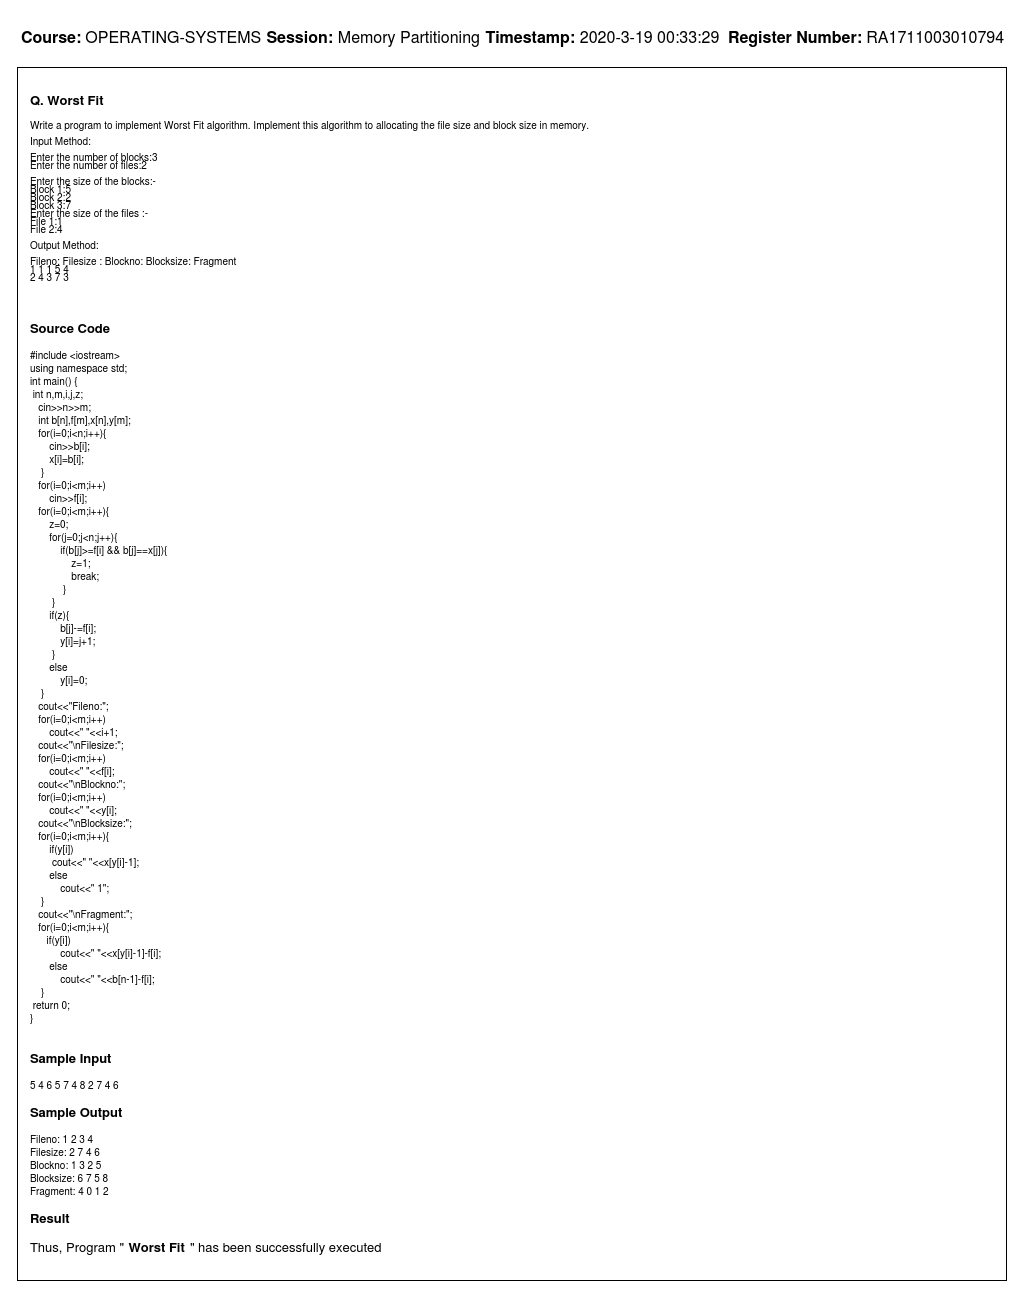 Course: OPERATING-SYSTEMS Session: Memory Partitioning Timestamp: 2020-3-19 00:33:29 Register Number: RA1711003010794
Q. Worst Fit
Write a program to implement Worst Fit algorithm. Implement this algorithm to allocating the file size and block size in memory.
Input Method:
Enter the number of blocks:3
Enter the number of files:2
Enter the size of the blocks:-
Block 1:5
Block 2:2
Block 3:7
Enter the size of the files :-
File 1:1
File 2:4
Output Method:
Fileno: Filesize : Blockno: Blocksize: Fragment
1 1 1 5 4
2 4 3 7 3
Source Code
#include <iostream>
using namespace std;
int main() {
int n,m,i,j,z;
cin>>n>>m;
int b[n],f[m],x[n],y[m];
for(i=0;i<n;i++){
cin>>b[i];
x[i]=b[i];
}
for(i=0;i<m;i++)
cin>>f[i];
for(i=0;i<m;i++){
z=0;
for(j=0;j<n;j++){
if(b[j]>=f[i] && b[j]==x[j]){
z=1;
break;
}
}
if(z){
b[j]-=f[i];
y[i]=j+1;
}
else
y[i]=0;
}
cout<<"Fileno:";
for(i=0;i<m;i++)
cout<<" "<<i+1;
cout<<"\nFilesize:";
for(i=0;i<m;i++)
cout<<" "<<f[i];
cout<<"\nBlockno:";
for(i=0;i<m;i++)
cout<<" "<<y[i];
cout<<"\nBlocksize:";
for(i=0;i<m;i++){
if(y[i])
cout<<" "<<x[y[i]-1];
else
cout<<" 1";
}
cout<<"\nFragment:";
for(i=0;i<m;i++){
if(y[i])
cout<<" "<<x[y[i]-1]-f[i];
else
cout<<" "<<b[n-1]-f[i];
}
return 0;
}
Sample Input
5 4 6 5 7 4 8 2 7 4 6
Sample Output
Fileno: 1 2 3 4
Filesize: 2 7 4 6
Blockno: 1 3 2 5
Blocksize: 6 7 5 8
Fragment: 4 0 1 2
Result
Thus, Program " Worst Fit " has been successfully executed